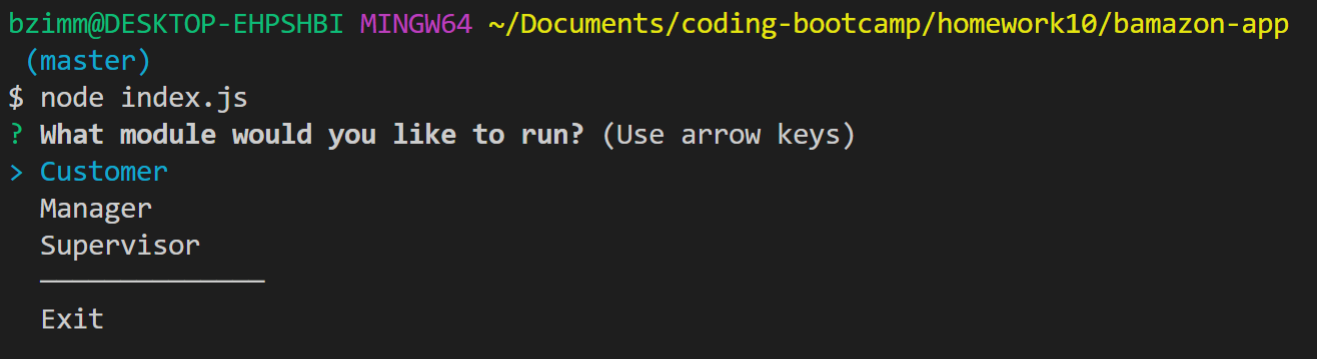 bzimm@DESKTOP-EHPSHBI MINGW64 ~/Documents/coding-bootcamp/homework10/bamazon-app
(master)
$ node index.js
? What module would you like to run? (Use arrow keys)
> Customer
Manager
Supervisor
Exit